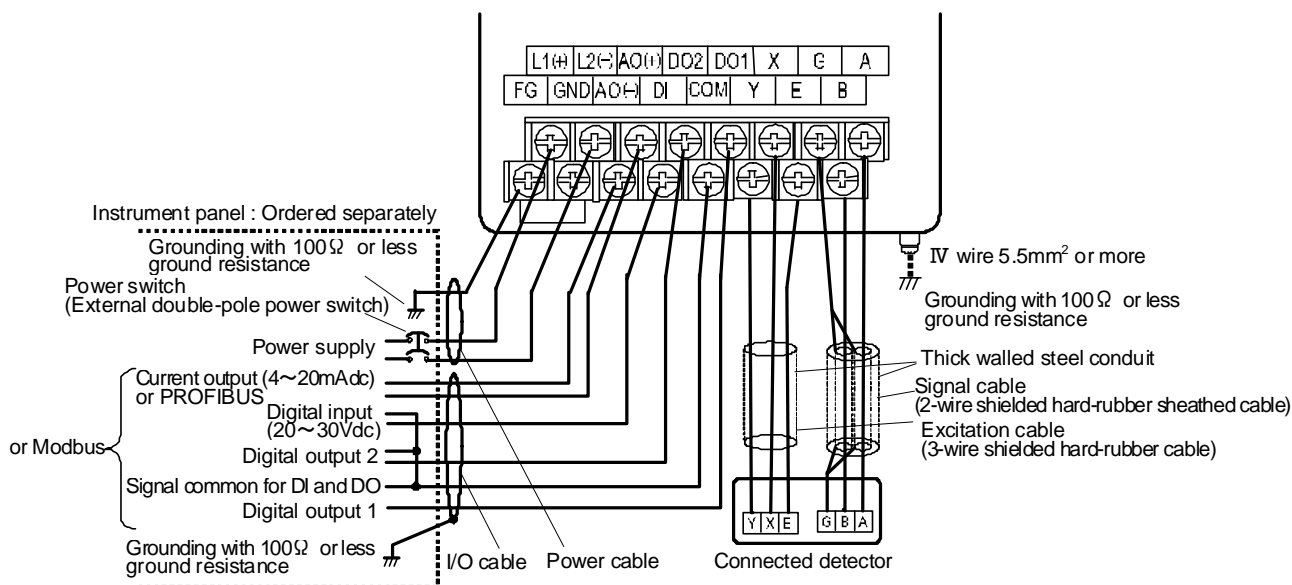 L1(+) L2(-) AO(+) DO2 DO1 X G A
FG GND AO(-) DI COM Y E B
Instrument panel : Ordered separately
Grounding with 100Ω or less
ground resistance
Power switch
(External double-pole power switch)
Power supply
Current output (4～20mAdc)
or PROFIBUS
Digital input
(20～30Vdc)
or Modbus
Digital output 2
Signal common for DI and DO
Digital output 1
Grounding with 100Ω or less
ground resistance
I/O cable
Power cable
IV wire 5.5mm² or more
Grounding with 100Ω or less
ground resistance
Thick walled steel conduit
Signal cable
(2-wire shielded hard-rubber sheathed cable)
Excitation cable
(3-wire shielded hard-rubber cable)
Y X E G B A
Connected detector